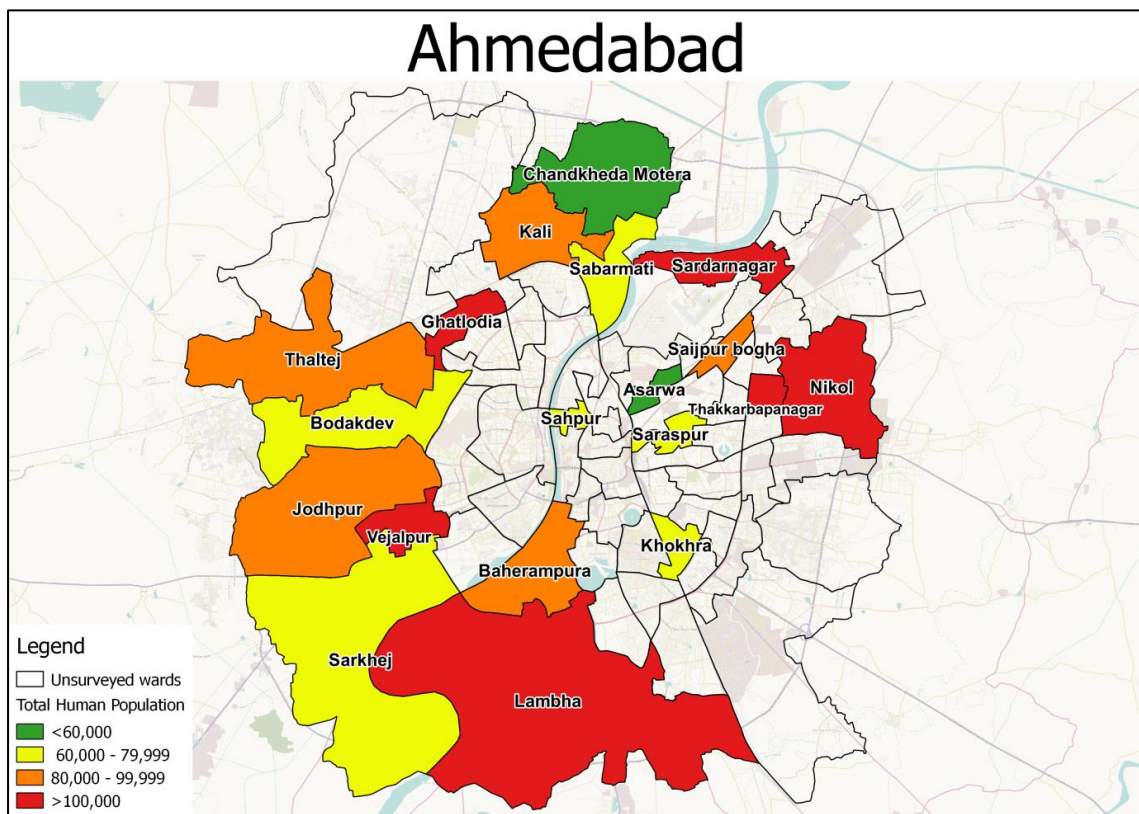 Ahmedabad
Chandkheda Motera
Kali
Sabarmati
Sardarnagar
Ghatlodia
Thaltej
Saijpur bogha
Nikol
Asarwa
Thakkarbapanagar
Sahpur
Bodakdev
Saraspur
Jodhpur
Vejalpur
Khokhra
Baherampura
Sarkhej
Lambha
Legend
Unsurveyed wards
Total Human Population
<60,000
60,000 - 79,999
80,000 - 99,999
>100,000